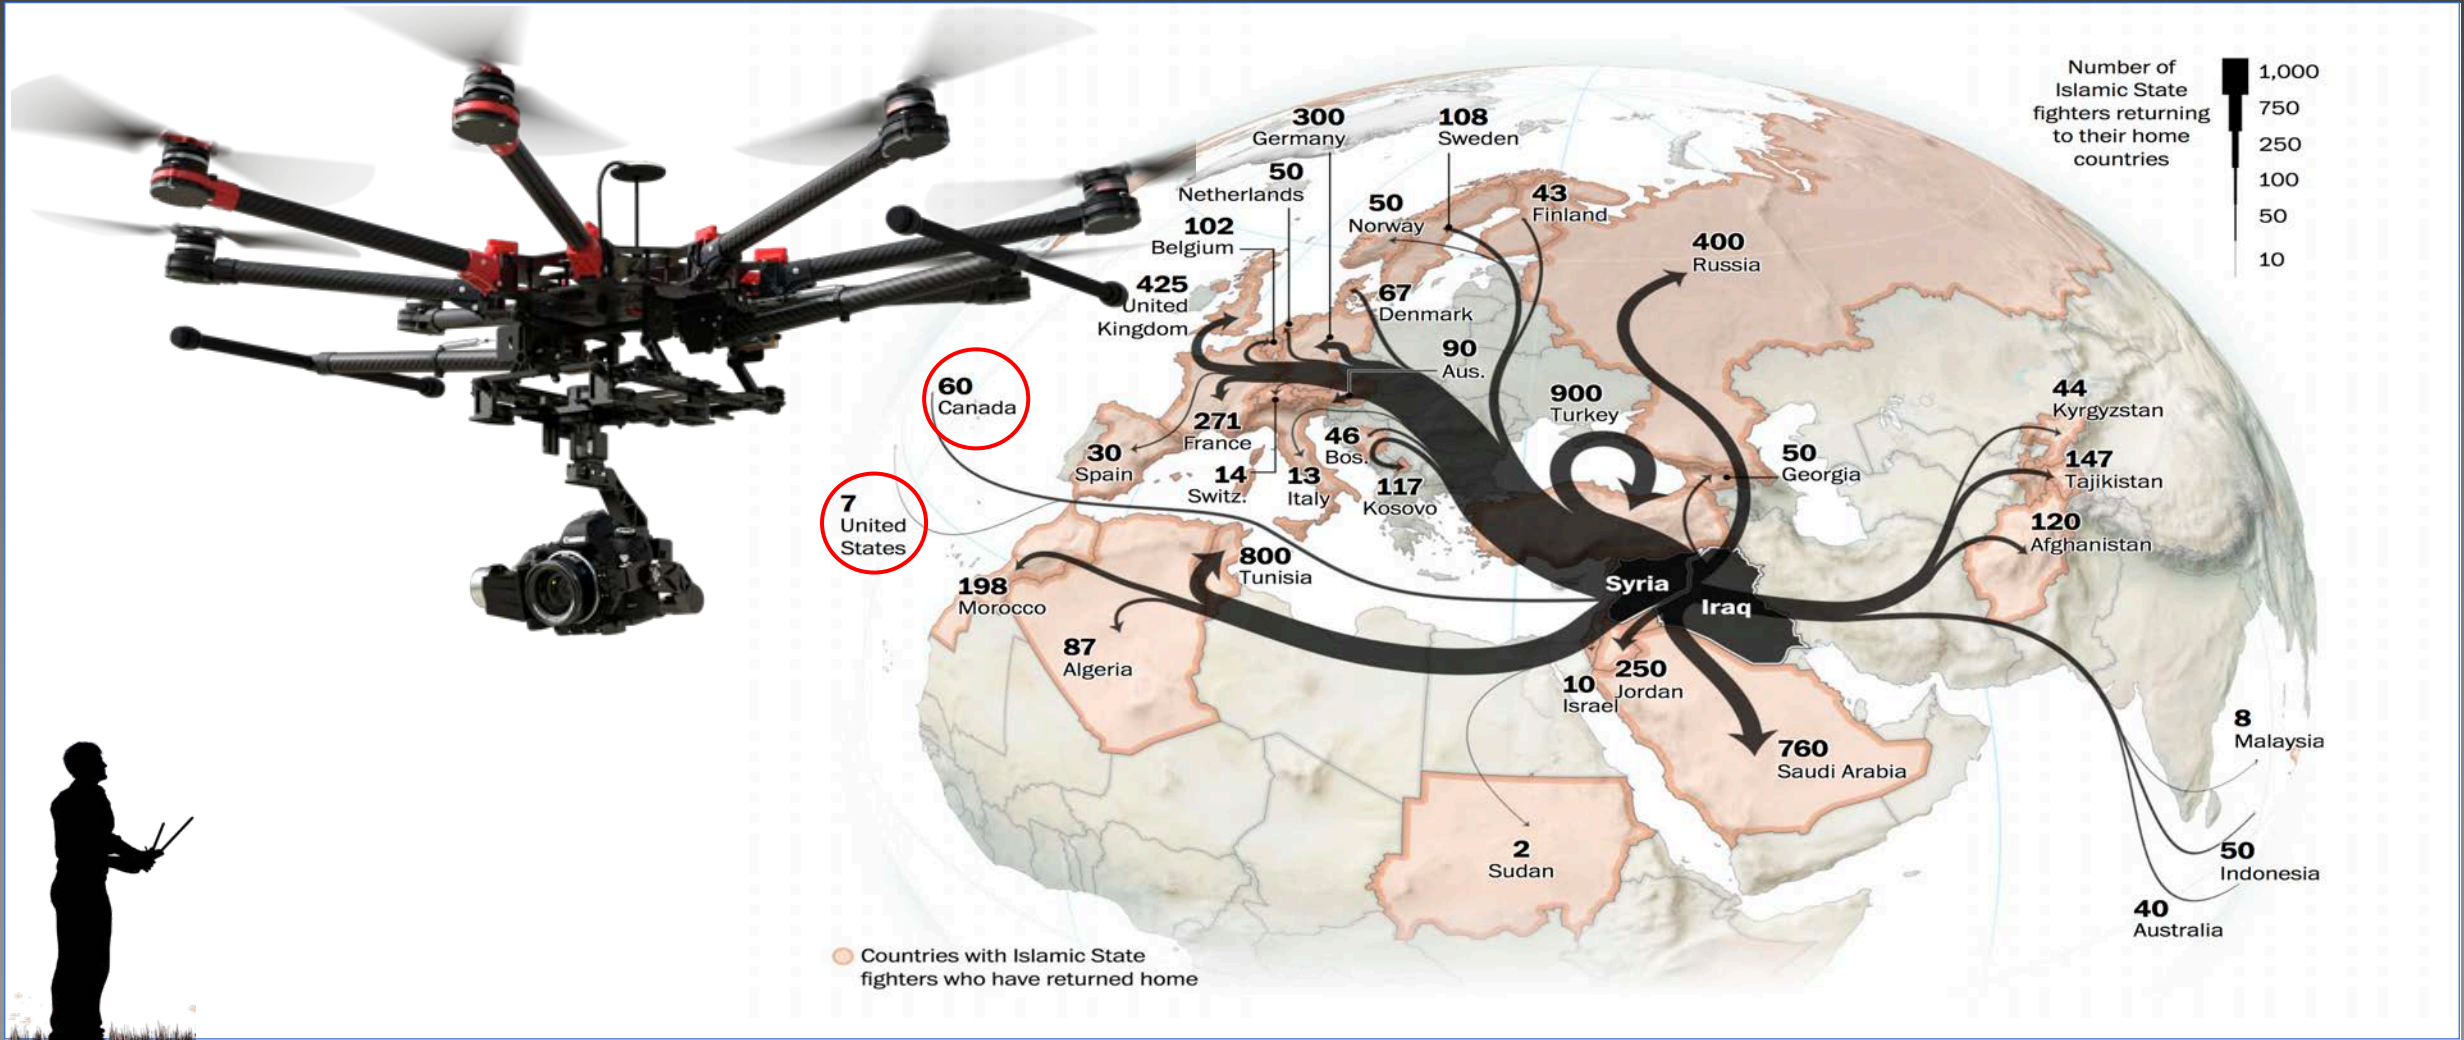 Number of
Islamic State
fighters returning
to their home
countries
1,000
750
250
100
50
10
300
Germany
108
Sweden
50
Netherlands
50
Norway
43
Finland
102
Belgium
400
Russia
425
United
Kingdom
67
Denmark
90
Aus.
60
Canada
900
Turkey
44
Kyrgyzstan
271
France
46
Bos.
30
Spain
50
Georgia
147
Tajikistan
14
Switz.
13
Italy
117
Kosovo
7
United
States
120
Afghanistan
800
Tunisia
198
Morocco
Syria
Iraq
87
Algeria
250
Jordan
10
Israel
8
Malaysia
760
Saudi Arabia
2
Sudan
50
Indonesia
40
Australia
Countries with Islamic State
fighters who have returned home
Canon